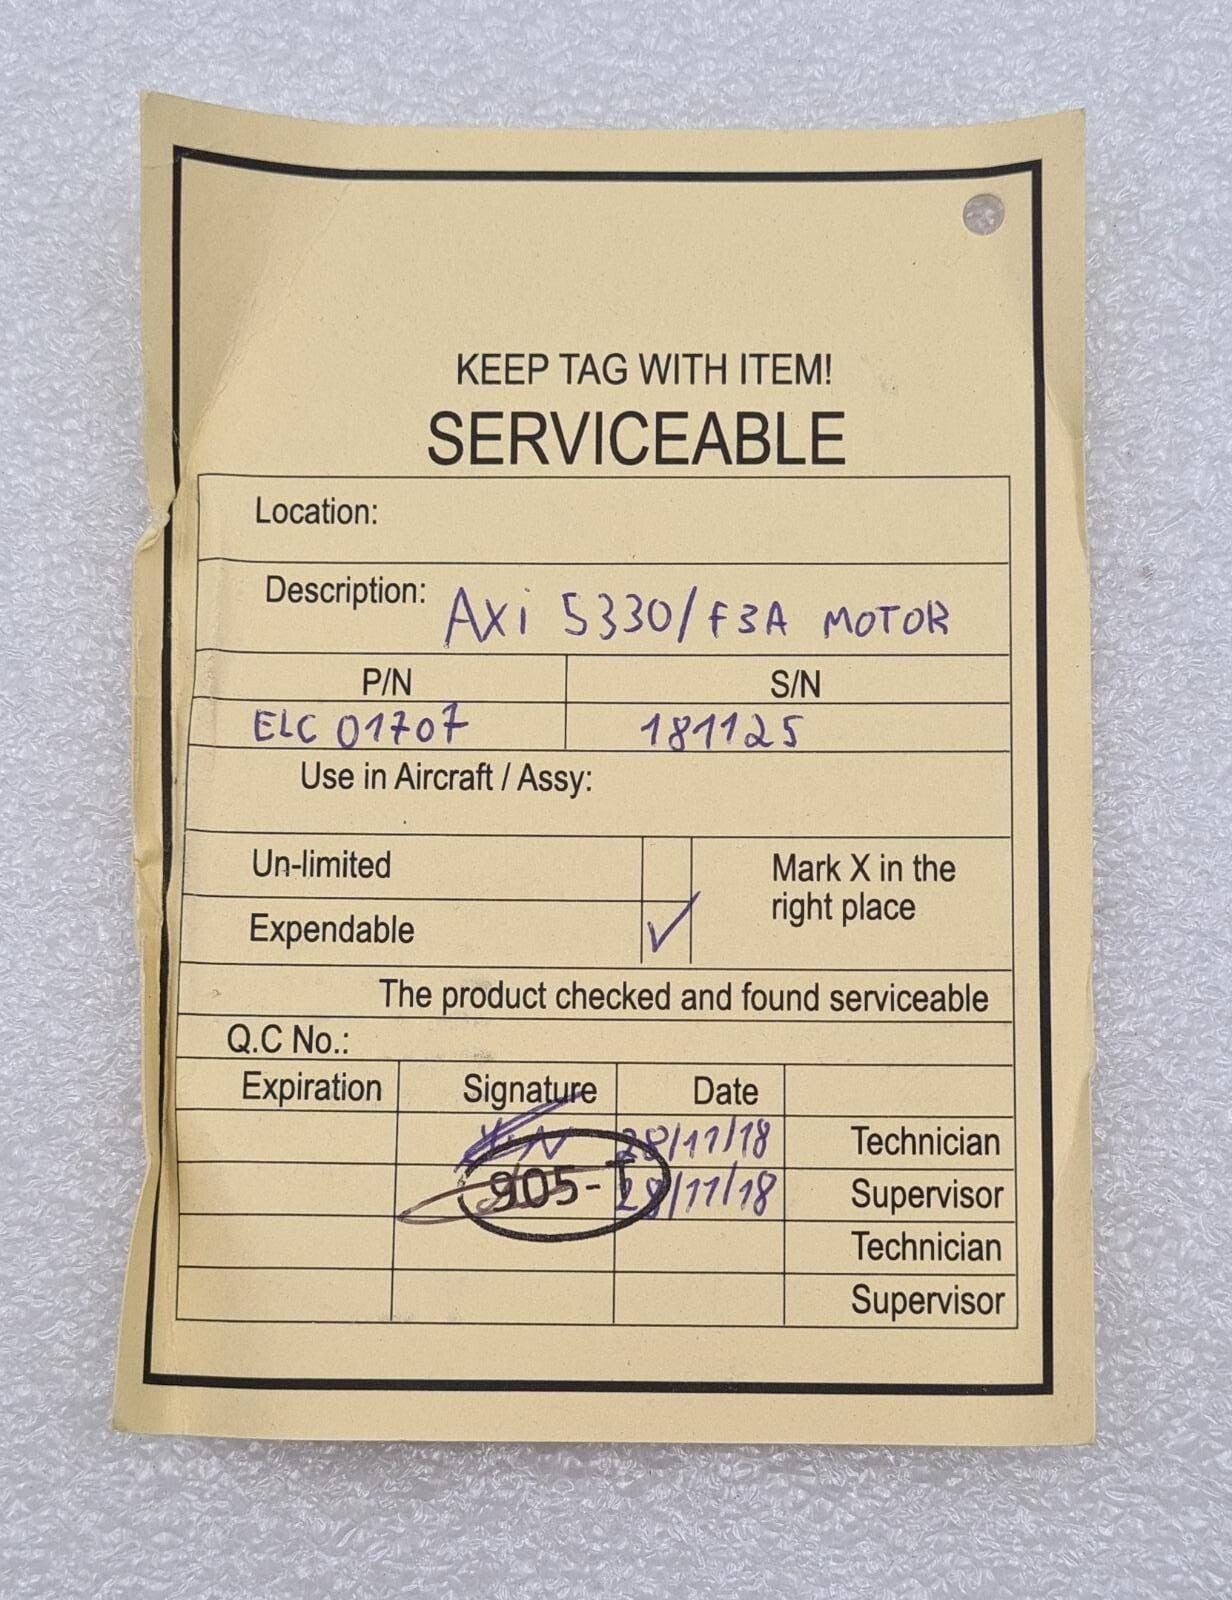 KEEP TAG WITH ITEM!
SERVICEABLE
Location:
Description: AXi 5330/F3A MOTOR
P/N S/N
ELC 01707 181125
Use in Aircraft / Assy:
Un-limited
Mark X in the
right place
Expendable ✓
The product checked and found serviceable
Q.C No.:
Expiration Signature Date
28/11/18 Technician
905-T 28/11/18 Supervisor
Technician
Supervisor